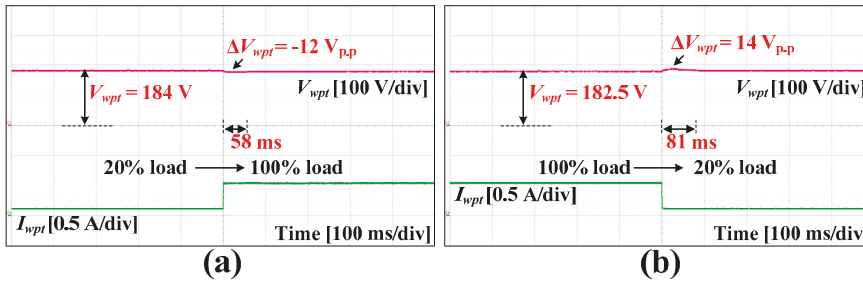 ΔVwpt = -12 Vp.p
Vwpt [100 V/div]
Vwpt = 184 V
58 ms
20% load → 100% load
Iwpt [0.5 A/div]
Time [100 ms/div]
(a)
ΔVwpt = 14 Vp.p
Vwpt [100 V/div]
Vwpt = 182.5 V
81 ms
100% load → 20% load
Iwpt [0.5 A/div]
Time [100 ms/div]
(b)